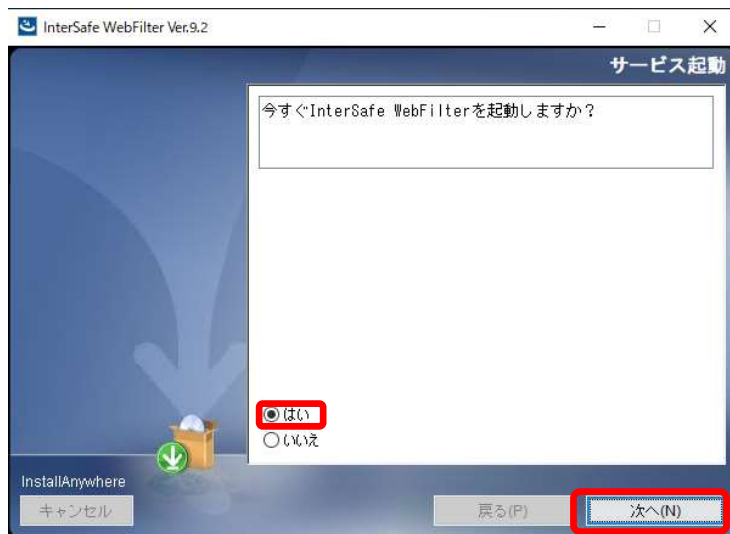 InterSafe WebFilter Ver.9.2
サービス起動
今すぐInterSafe WebFilterを起動しますか？
はい
いいえ
InstallAnywhere
キャンセル
戻る(P)
次へ(N)